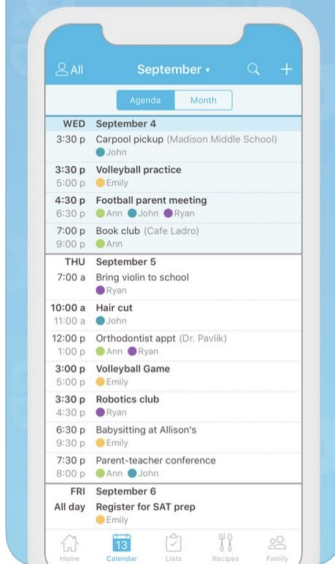 All
September
Agenda
Month
WED September 4
3:30 p Carpool pickup (Madison Middle School)
John
3:30 p Volleyball practice
5:00 p Emily
4:30 p Football parent meeting
6:30 p Ann John Ryan
7:00 p Book club (Cafe Ladro)
9:00 p Ann
THU September 5
7:00 a Bring violin to school
Ryan
10:00 a Hair cut
11:00 a John
12:00 p Orthodontist appt (Dr. Pavlik)
1:00 p Ann Ryan
3:00 p Volleyball Game
5:00 p Emily
3:30 p Robotics club
4:30 p Ryan
6:30 p Babysitting at Allison's
9:30 p Emily
7:30 p Parent-teacher conference
8:00 p Ann John
FRI September 6
All day Register for SAT prep
Emily
13
Home Calendar Lists Recipes Family